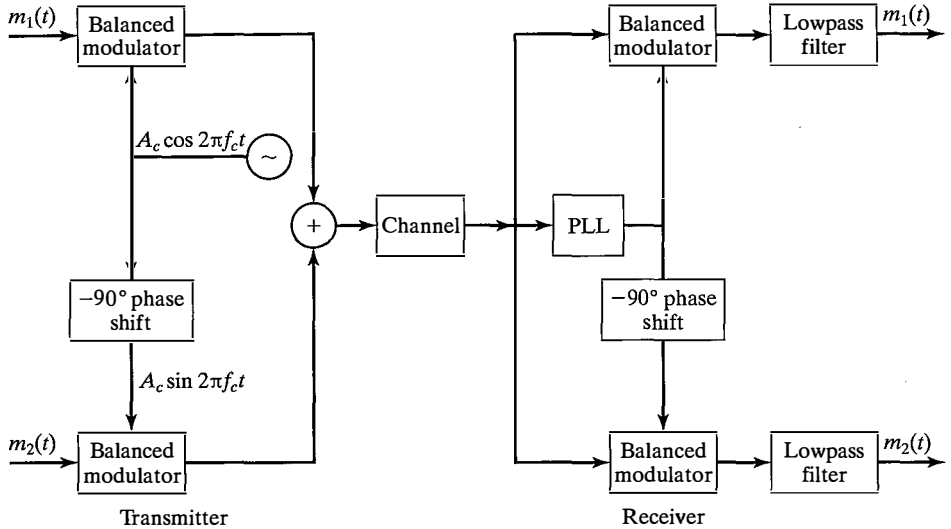 m₁(t)
Balanced
modulator
Balanced
modulator
Lowpass
filter
m₁(t)
A_c cos 2πf_c t
~
+
Channel
PLL
−90° phase
shift
−90° phase
shift
A_c sin 2πf_c t
m₂(t)
Balanced
modulator
Balanced
modulator
Lowpass
filter
m₂(t)
Transmitter
Receiver